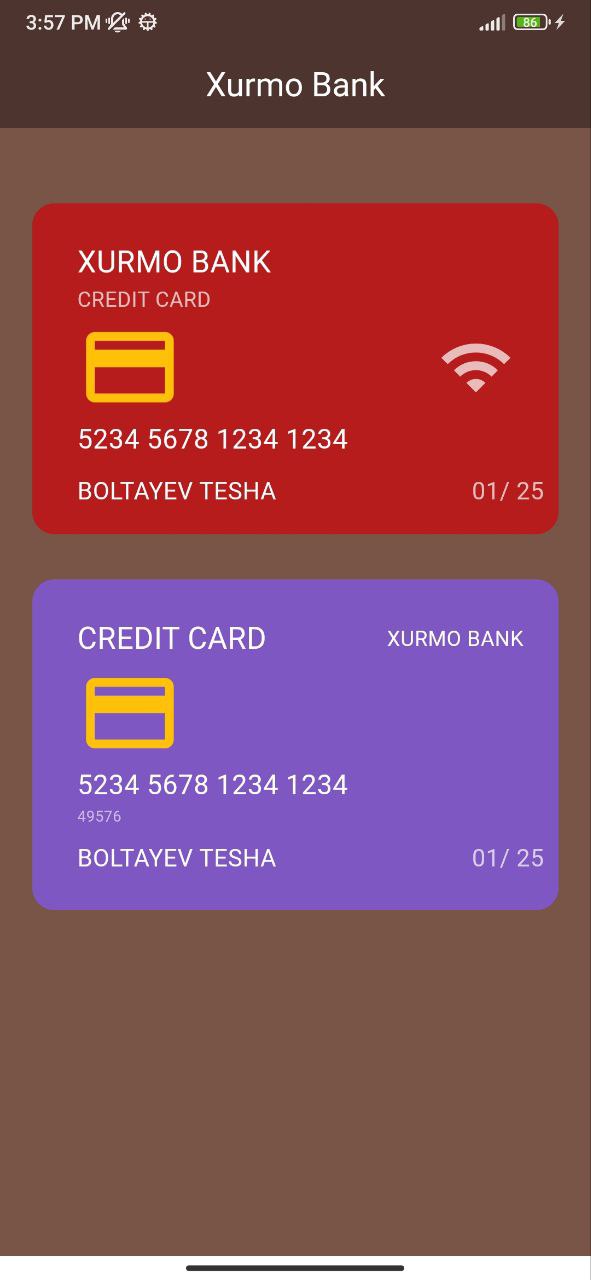 3:57 PM 86
Xurmo Bank
XURMO BANK
CREDIT CARD
5234 5678 1234 1234
BOLTAYEV TESHA 01/ 25
CREDIT CARD XURMO BANK
5234 5678 1234 1234
49576
BOLTAYEV TESHA 01/ 25